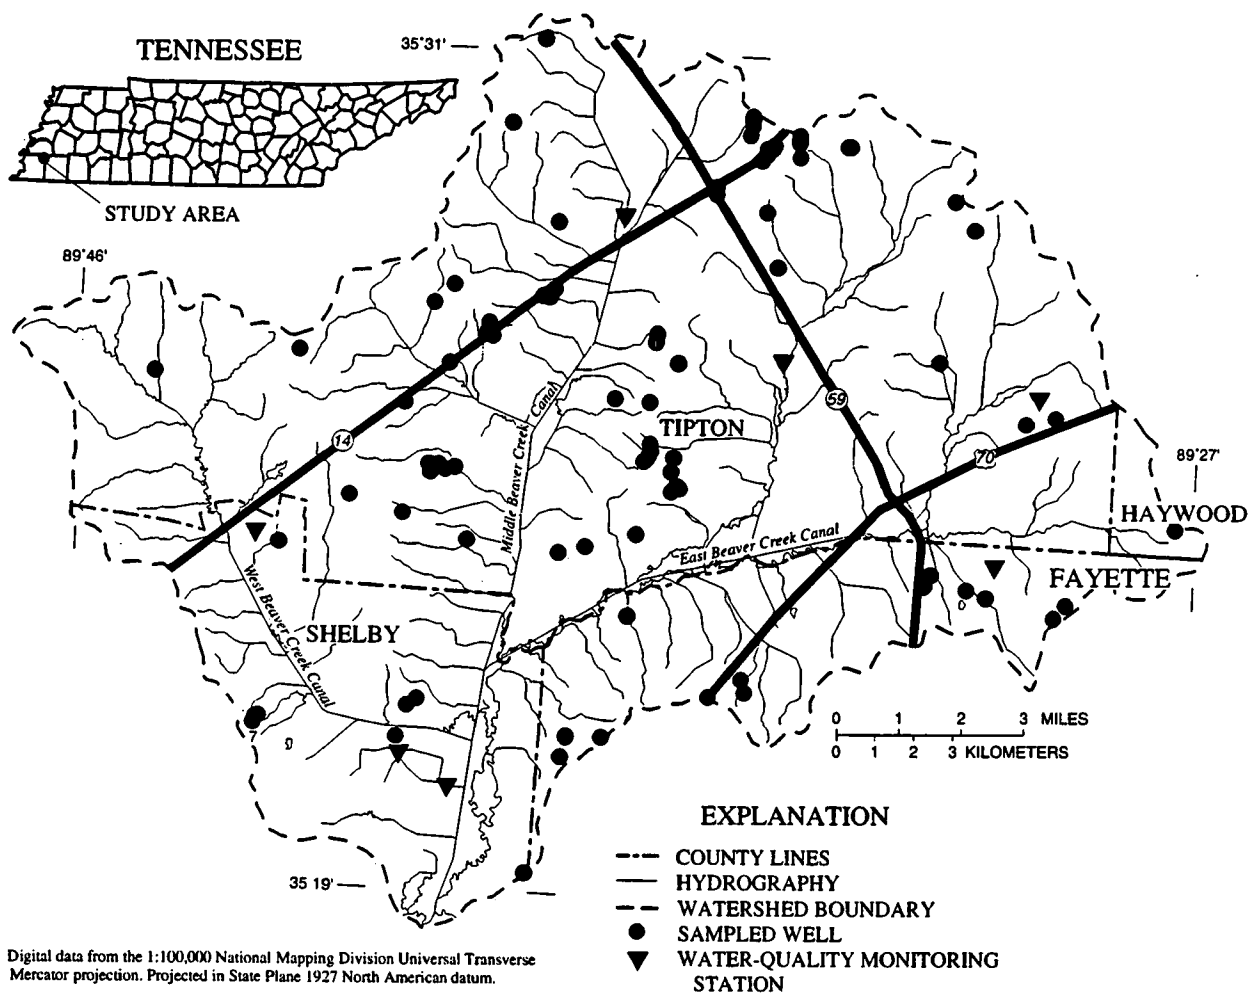 TENNESSEE
STUDY AREA
35°31'
89°46'
14
Middle Beaver Creek Canal
59
TIPTON
70
89°27'
HAYWOOD
East Beaver Creek Canal
FAYETTE
West Beaver Creek Canal
SHELBY
0 1 2 3 MILES
0 1 2 3 KILOMETERS
35 19'
EXPLANATION
COUNTY LINES
HYDROGRAPHY
WATERSHED BOUNDARY
SAMPLED WELL
WATER-QUALITY MONITORING
STATION
Digital data from the 1:100,000 National Mapping Division Universal Transverse
Mercator projection. Projected in State Plane 1927 North American datum.